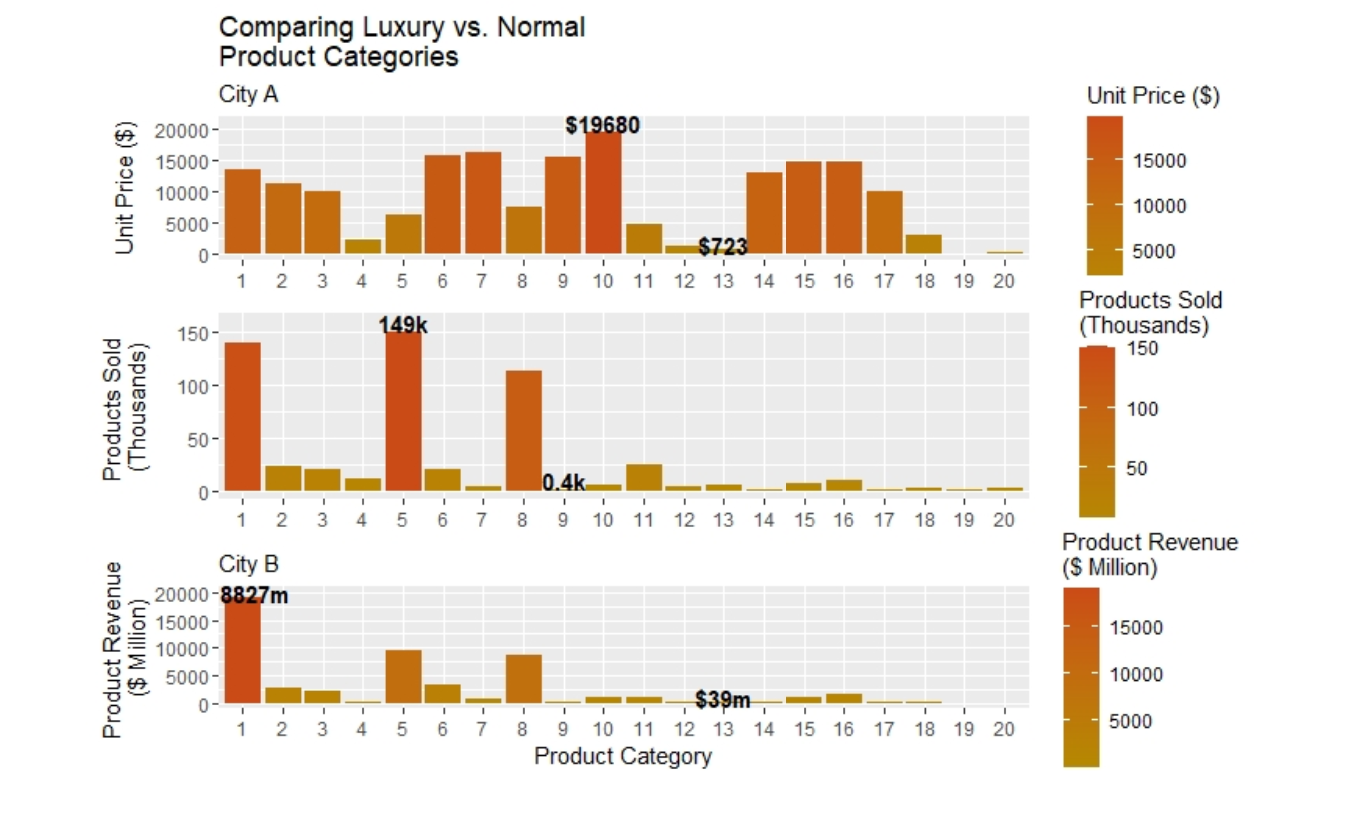 Comparing Luxury vs. Normal
Product Categories
City A
Unit Price ($)
20000
15000
10000
5000
0
$19680
$723
1 2 3 4 5 6 7 8 9 10 11 12 13 14 15 16 17 18 19 20
Unit Price ($)
15000
10000
5000
Products Sold
(Thousands)
150
100
50
0
149k
0.4k
1 2 3 4 5 6 7 8 9 10 11 12 13 14 15 16 17 18 19 20
Products Sold
(Thousands)
150
100
50
City B
Product Revenue
($ Million)
20000
15000
10000
5000
0
8827m
$39m
1 2 3 4 5 6 7 8 9 10 11 12 13 14 15 16 17 18 19 20
Product Category
Product Revenue
($ Million)
15000
10000
5000